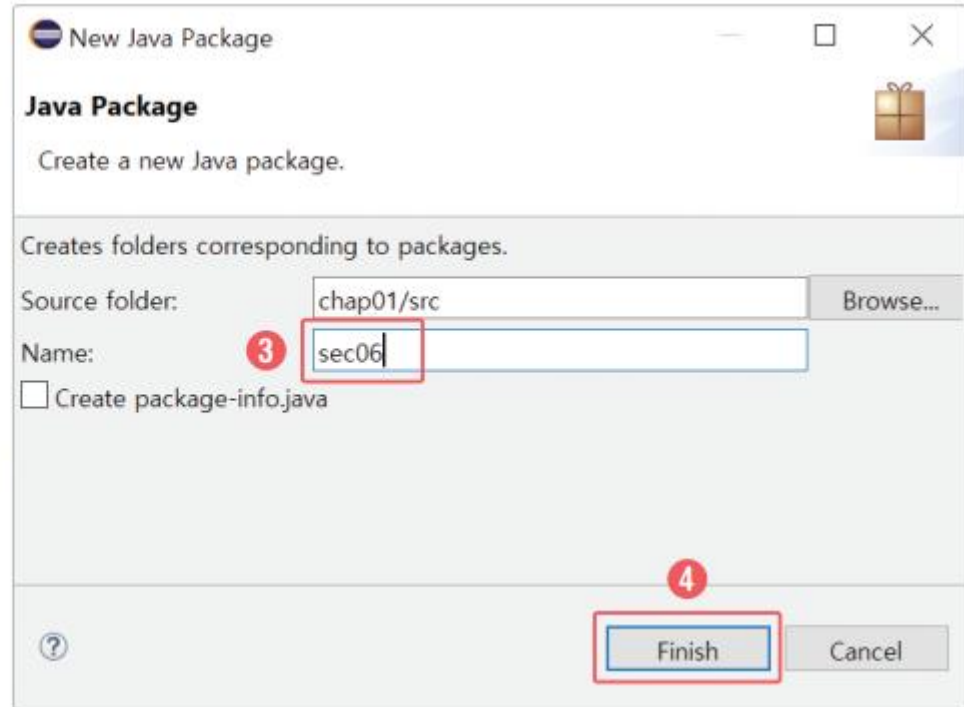 New Java Package
Java Package
Create a new Java package.
Creates folders corresponding to packages.
Source folder: chap01/src Browse...
Name: 3 sec06
Create package-info.java
4
? Finish Cancel